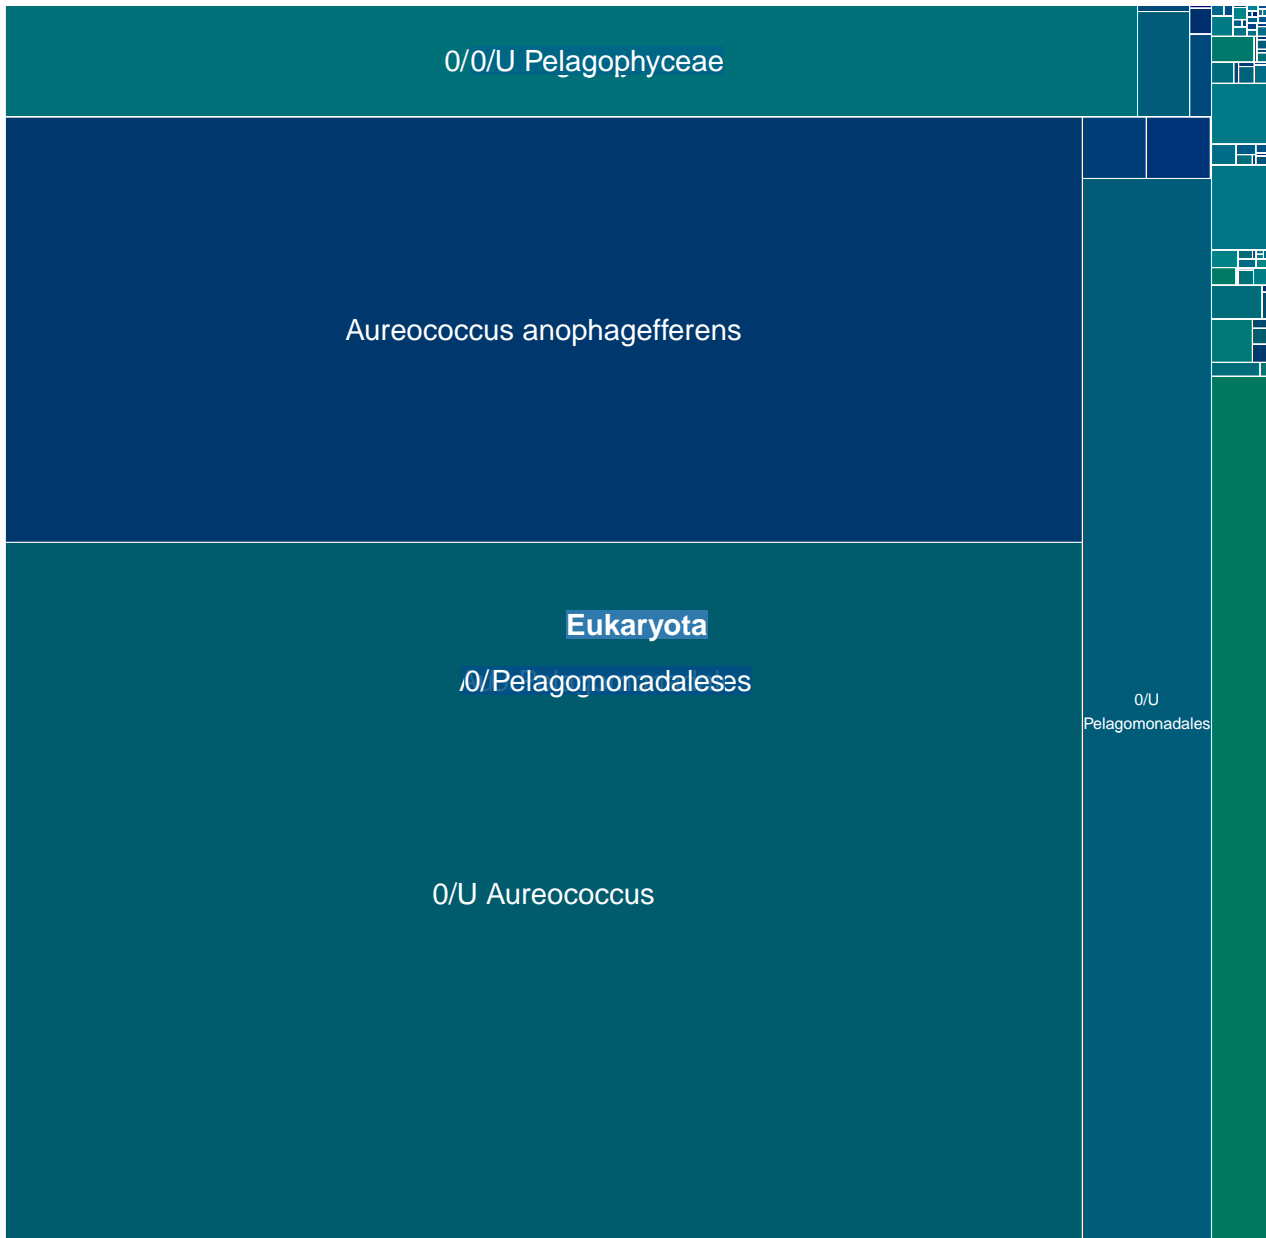 0/0/U Pelagophyceae
Aureococcus anophagefferens
Eukaryota
0/Pelagomonadales
0/U
Pelagomonadales
0/U Aureococcus